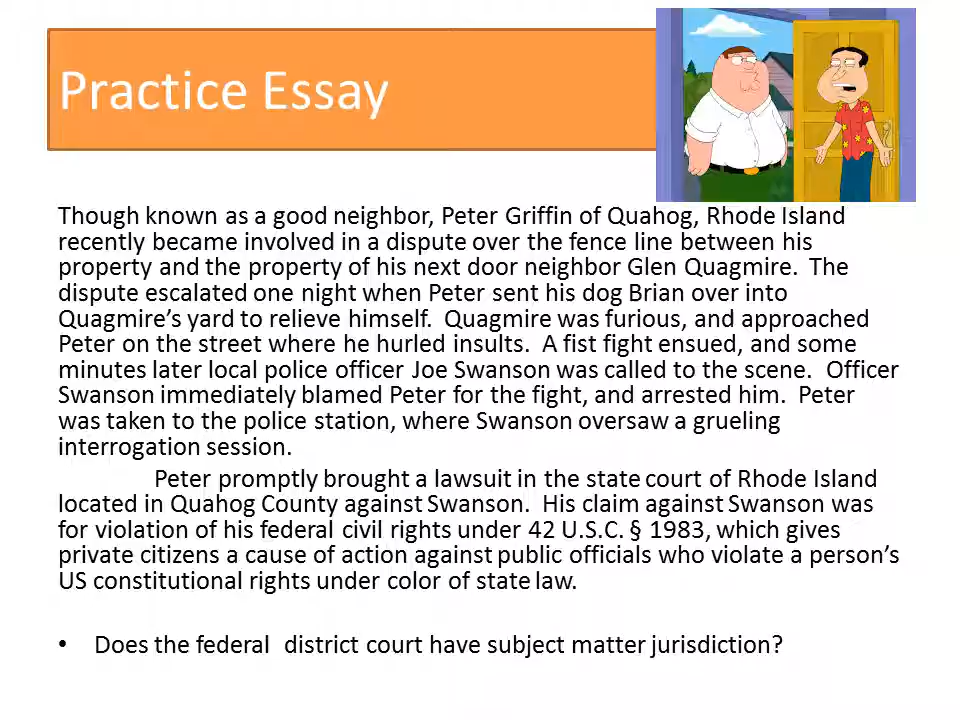 Practice Essay
Though known as a good neighbor, Peter Griffin of Quahog, Rhode Island
recently became involved in a dispute over the fence line between his
property and the property of his next door neighbor Glen Quagmire.  The
dispute escalated one night when Peter sent his dog Brian over into
Quagmire’s yard to relieve himself.  Quagmire was furious, and approached
Peter on the street where he hurled insults.  A fist fight ensued, and some
minutes later local police officer Joe Swanson was called to the scene.  Officer
Swanson immediately blamed Peter for the fight, and arrested him.  Peter
was taken to the police station, where Swanson oversaw a grueling
interrogation session.
Peter promptly brought a lawsuit in the state court of Rhode Island
located in Quahog County against Swanson.  His claim against Swanson was
for violation of his federal civil rights under 42 U.S.C. § 1983, which gives
private citizens a cause of action against public officials who violate a person’s
US constitutional rights under color of state law.
• Does the federal  district court have subject matter jurisdiction?